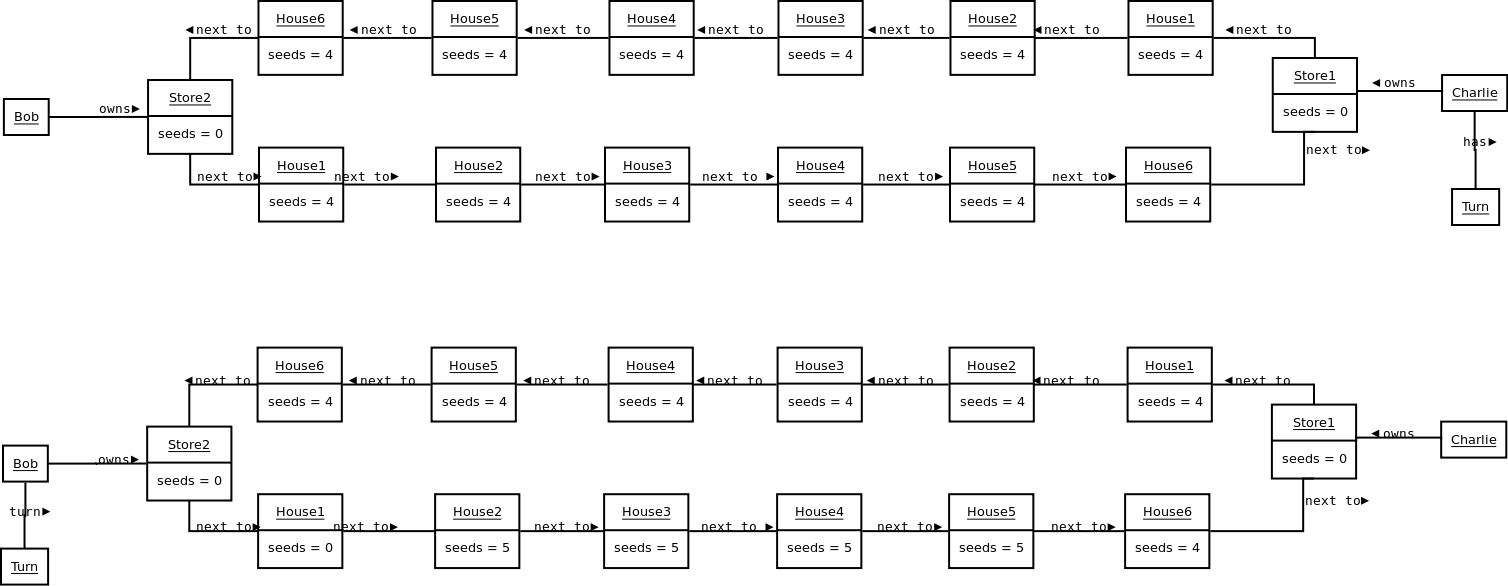 House6 House5 House4 House3 House2 House1
◄next to ◄next to ◄next to ◄next to ◄next to ◄next to ◄next to
seeds = 4 seeds = 4 seeds = 4 seeds = 4 seeds = 4 seeds = 4
Store1
◄owns
Charlie
Store2
owns►
Bob
seeds = 0
seeds = 0
has►
next to►
House1 House2 House3 House4 House5 House6
next to► next to► next to► next to ► next to► next to►
seeds = 4 seeds = 4 seeds = 4 seeds = 4 seeds = 4 seeds = 4
Turn
House6 House5 House4 House3 House2 House1
◄next to ◄next to ◄next to ◄next to ◄next to ◄next to ◄next to
seeds = 4 seeds = 4 seeds = 4 seeds = 4 seeds = 4 seeds = 4
Store1
◄owns
Charlie
Store2
owns►
Bob
seeds = 0
seeds = 0
next to►
turn►
House1 House2 House3 House4 House5 House6
next to► next to► next to► next to ► next to► next to►
seeds = 0 seeds = 5 seeds = 5 seeds = 5 seeds = 5 seeds = 4
Turn